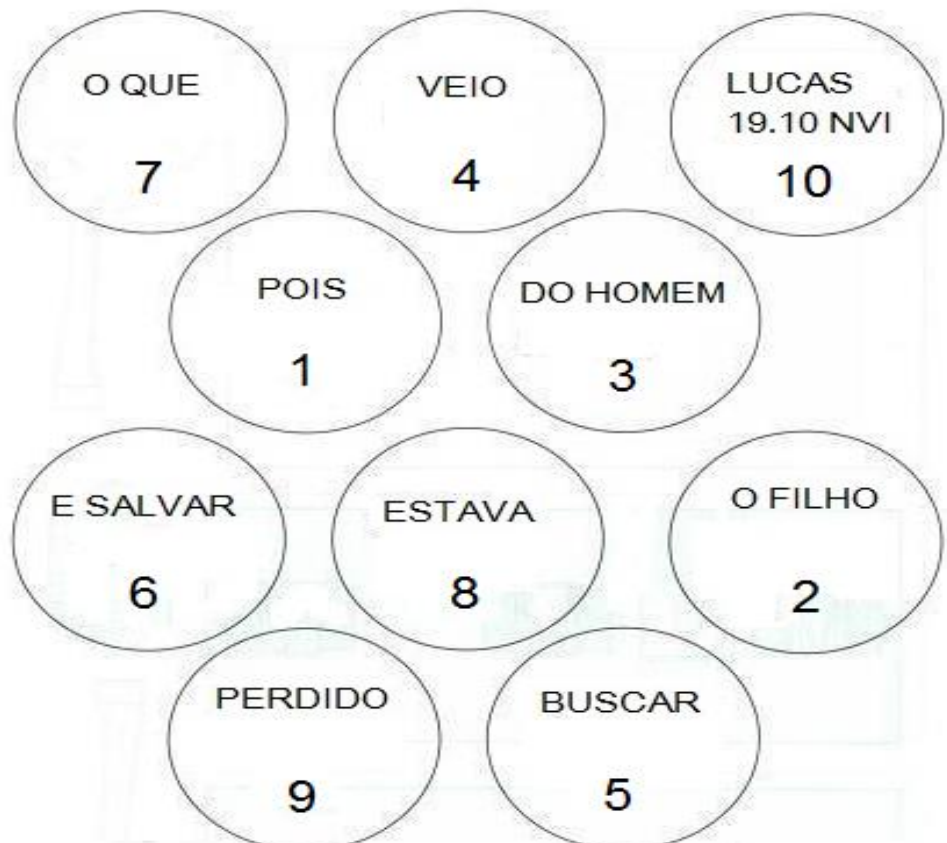 O QUE
7
VEIO
4
LUCAS
19.10 NVI
10
POIS
1
DO HOMEM
3
E SALVAR
6
ESTAVA
8
O FILHO
2
PERDIDO
9
BUSCAR
5